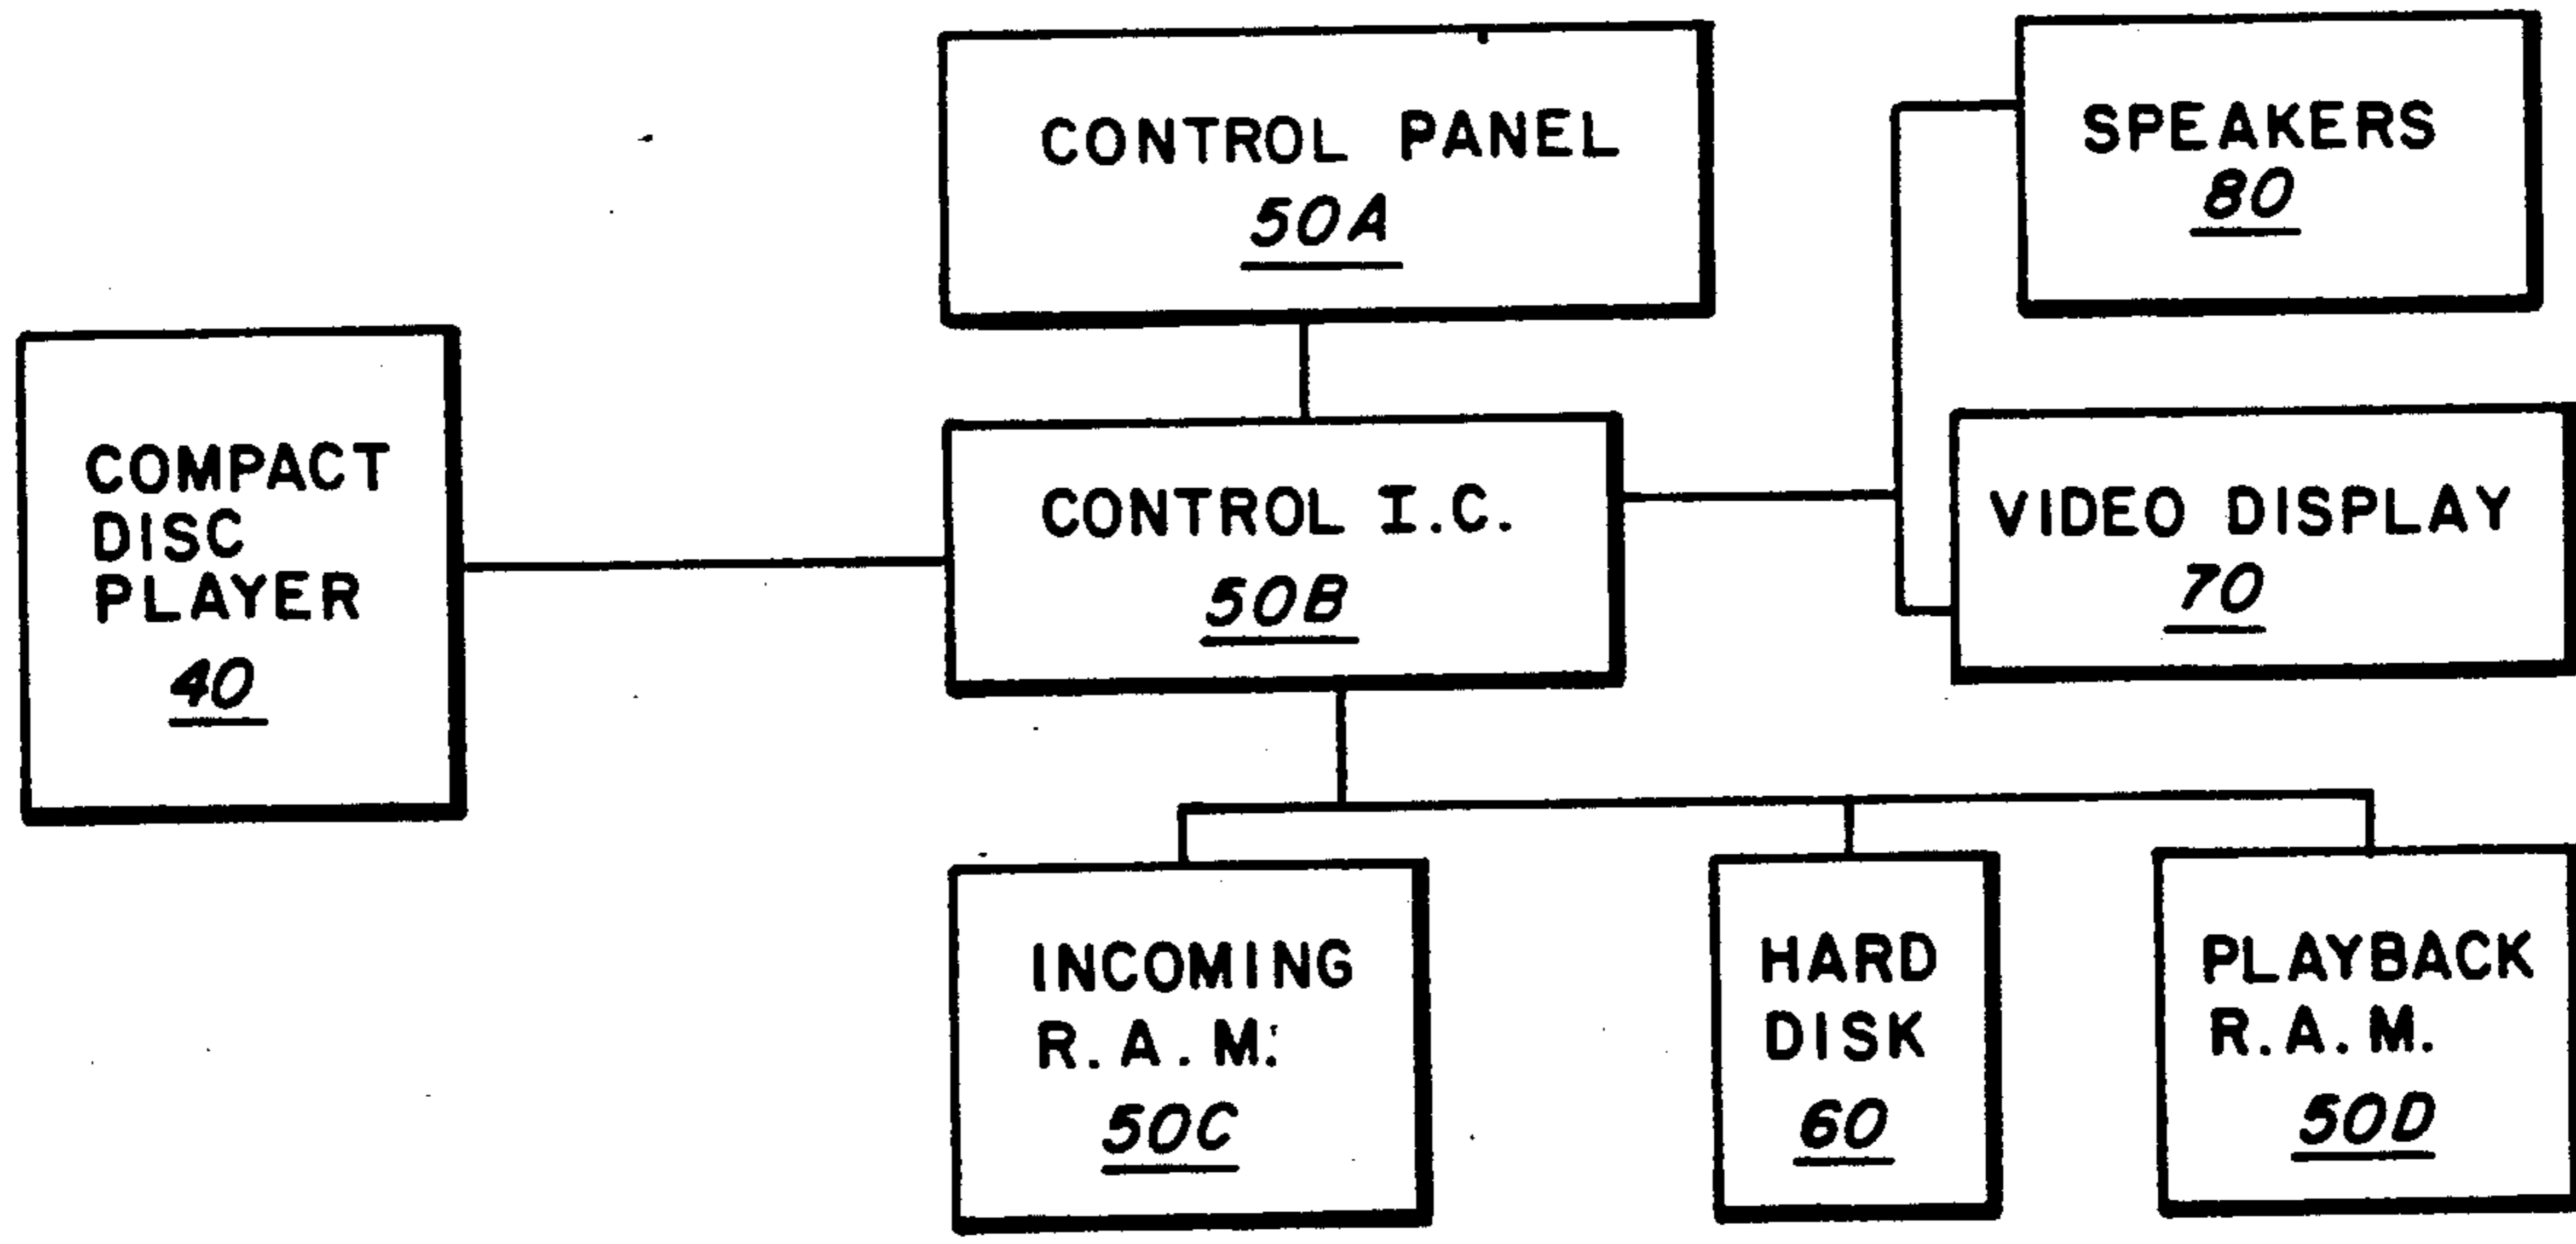 CONTROL PANEL
50A
SPEAKERS
80
COMPACT
DISC
PLAYER
40
CONTROL I.C.
50B
VIDEO DISPLAY
70
INCOMING
R.A.M.
50C
HARD
DISK
60
PLAYBACK
R.A.M.
50D